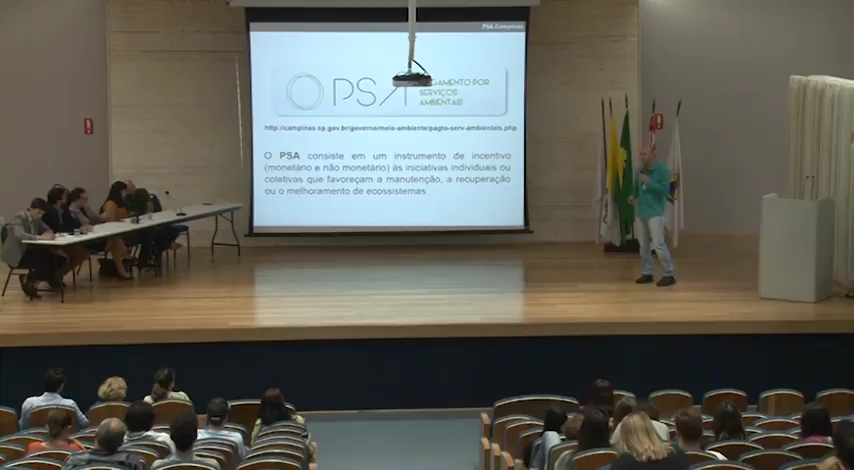 PSA Campinas
PSA
PAGAMENTO POR
SERVIÇOS
AMBIENTAIS
http://campinas.sp.gov.br/governo/meio-ambiente/pagto-serv-ambientais.php
O PSA consiste em um instrumento de incentivo
(monetário e não monetário) às iniciativas individuais ou
coletivas que favoreçam a manutenção, a recuperação
ou o melhoramento de ecossistemas.